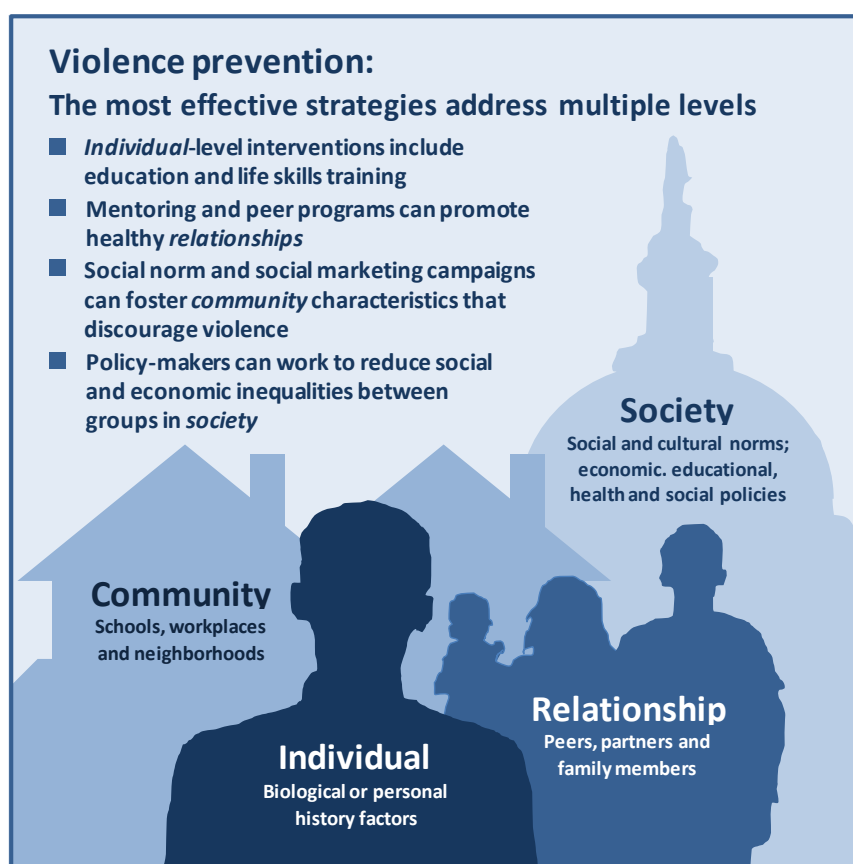 Violence prevention:
The most effective strategies address multiple levels
Individual-level interventions include
education and life skills training
Mentoring and peer programs can promote
healthy relationships
Social norm and social marketing campaigns
can foster community characteristics that
discourage violence
Policy-makers can work to reduce social
and economic inequalities between
groups in society
Society
Social and cultural norms;
economic. educational,
health and social policies
Community
Schools, workplaces
and neighborhoods
Relationship
Peers, partners and
family members
Individual
Biological or personal
history factors